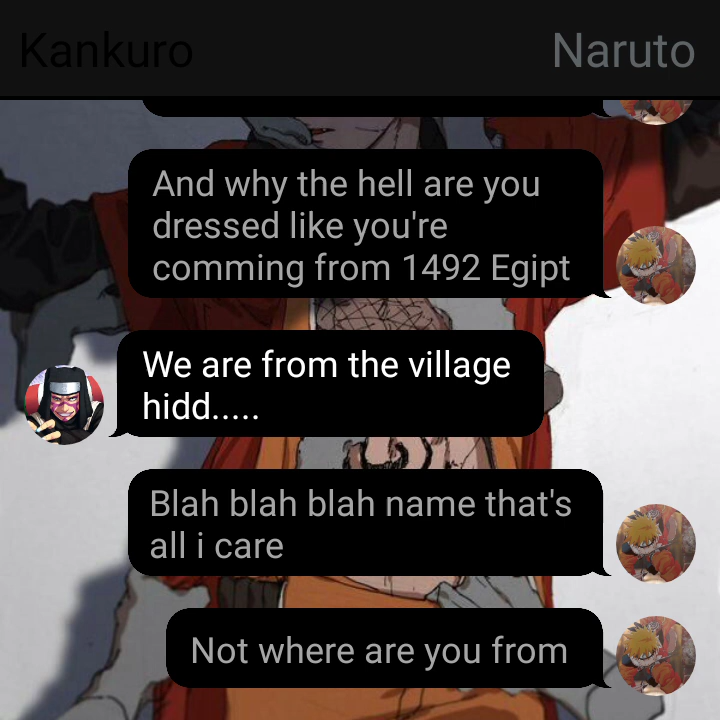 Kankuro
Naruto
And why the hell are you
dressed like you're
comming from 1492 Egipt
We are from the village
hidd.....
Blah blah blah name that's
all i care
Not where are you from